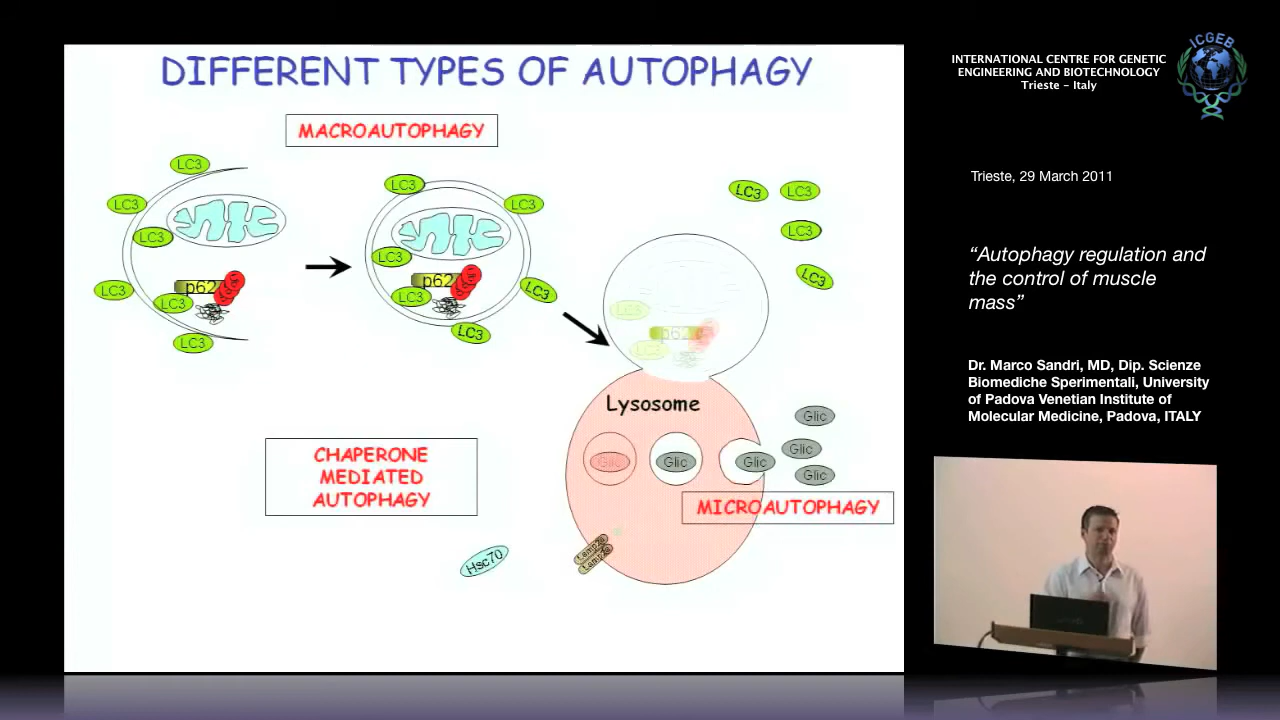 DIFFERENT TYPES OF AUTOPHAGY
MACROAUTOPHAGY
LC3
LC3
LC3
LC3
p62
LC3
LC3
LC3
LC3
LC3
p62
LC3
LC3
LC3
LC3
LC3
LC3
LC3
LC3
p62
LC3
Lysosome
Glic
Glic
Glic
Glic
Glic
Glic
MICROAUTOPHAGY
CHAPERONE
MEDIATED
AUTOPHAGY
Hsc70
ICGEB
INTERNATIONAL CENTRE FOR GENETIC
ENGINEERING AND BIOTECHNOLOGY
Trieste - Italy
Trieste, 29 March 2011
“Autophagy regulation and
the control of muscle
mass”
Dr. Marco Sandri, MD, Dip. Scienze
Biomediche Sperimentali, University
of Padova Venetian Institute of
Molecular Medicine, Padova, ITALY